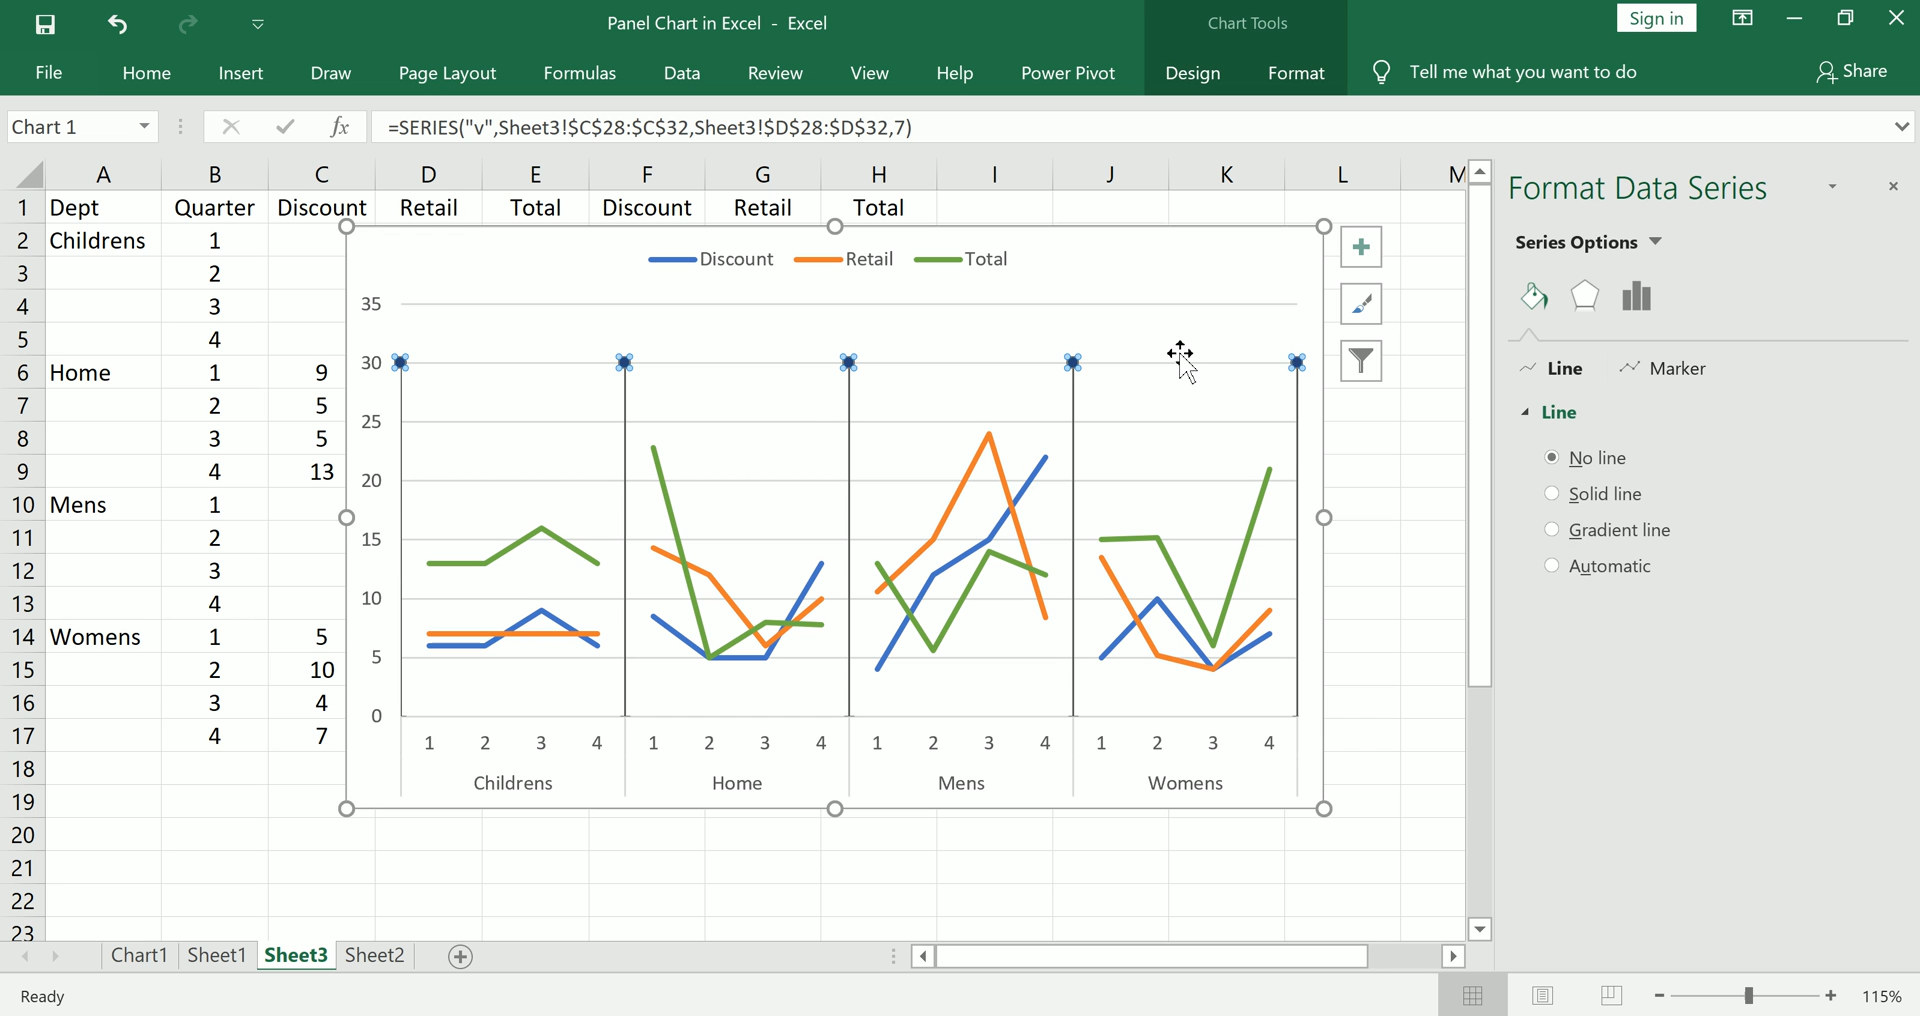 Panel Chart in Excel - Excel
Chart Tools
Sign in
File Home Insert Draw Page Layout Formulas Data Review View Help Power Pivot Design Format Tell me what you want to do Share
Chart 1 fx =SERIES("v",Sheet3!$C$28:$C$32,Sheet3!$D$28:$D$32,7)
A B C D E F G H I J K L M
1 Dept Quarter Discount Retail Total Discount Retail Total
2 Childrens 1
3 2
4 3
5 4
6 Home 1 9
7 2 5
8 3 5
9 4 13
10 Mens 1
11 2
12 3
13 4
14 Womens 1 5
15 2 10
16 3 4
17 4 7
18
19
20
21
22
23
Discount Retail Total
35
30
25
20
15
10
5
0
1 2 3 4 1 2 3 4 1 2 3 4 1 2 3 4
Childrens Home Mens Womens
Format Data Series
Series Options
Line Marker
Line
No line
Solid line
Gradient line
Automatic
Chart1 Sheet1 Sheet3 Sheet2
Ready
115%